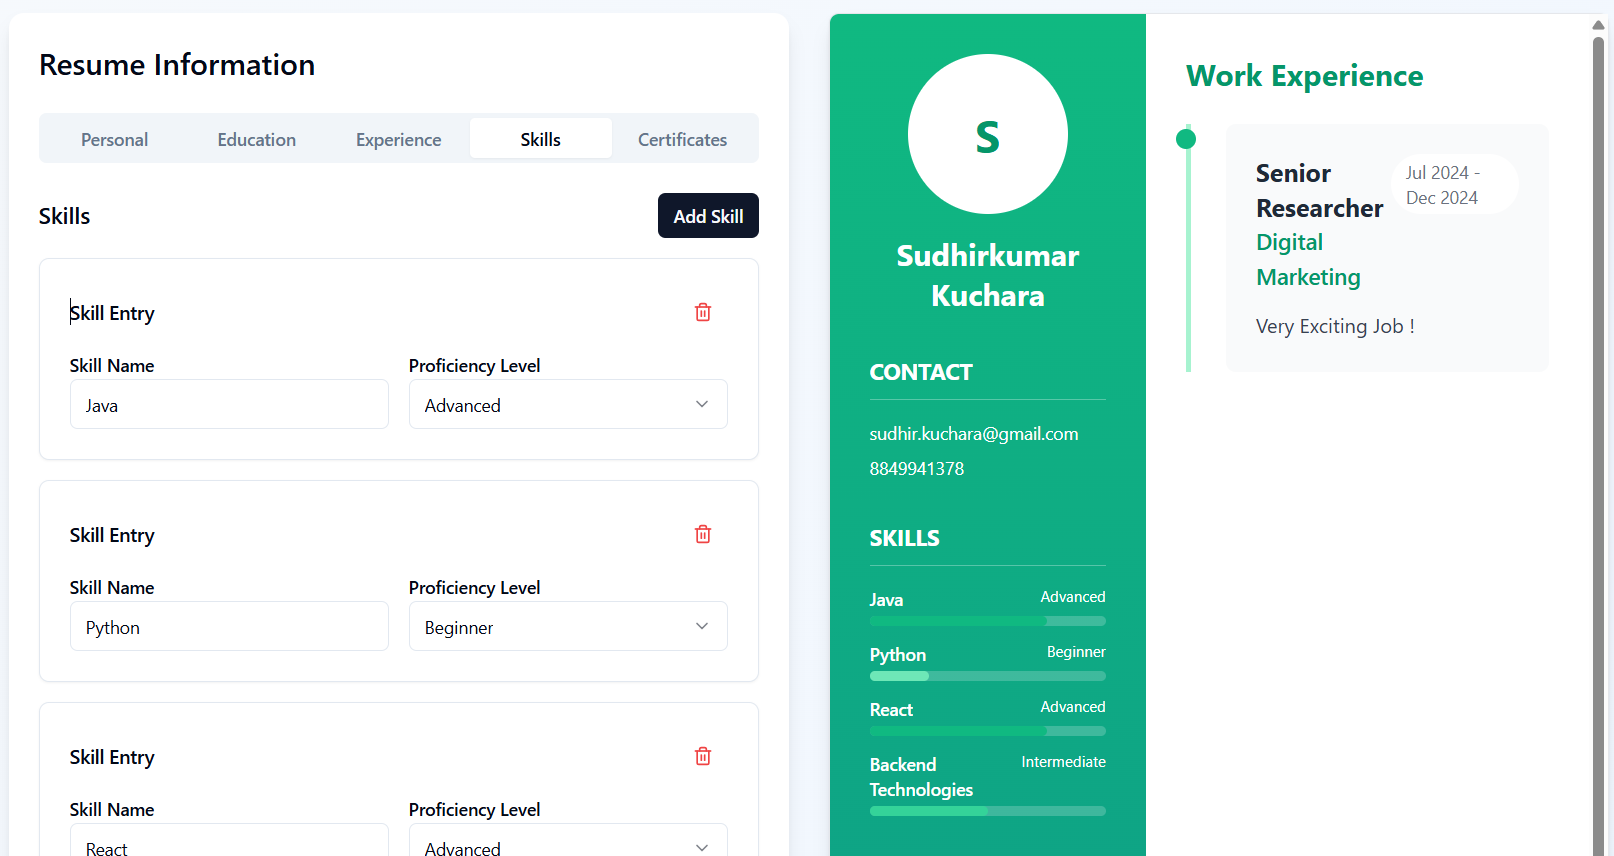 Resume Information
Personal
Education
Experience
Skills
Certificates
Skills
Add Skill
Skill Entry
Skill Name
Proficiency Level
Java
Advanced
Skill Entry
Skill Name
Proficiency Level
Python
Beginner
Skill Entry
Skill Name
Proficiency Level
React
Advanced
S
Sudhirkumar
Kuchara
CONTACT
sudhir.kuchara@gmail.com
8849941378
SKILLS
Java
Advanced
Python
Beginner
React
Advanced
Backend
Technologies
Intermediate
Work Experience
Senior
Researcher
Jul 2024 -
Dec 2024
Digital
Marketing
Very Exciting Job !